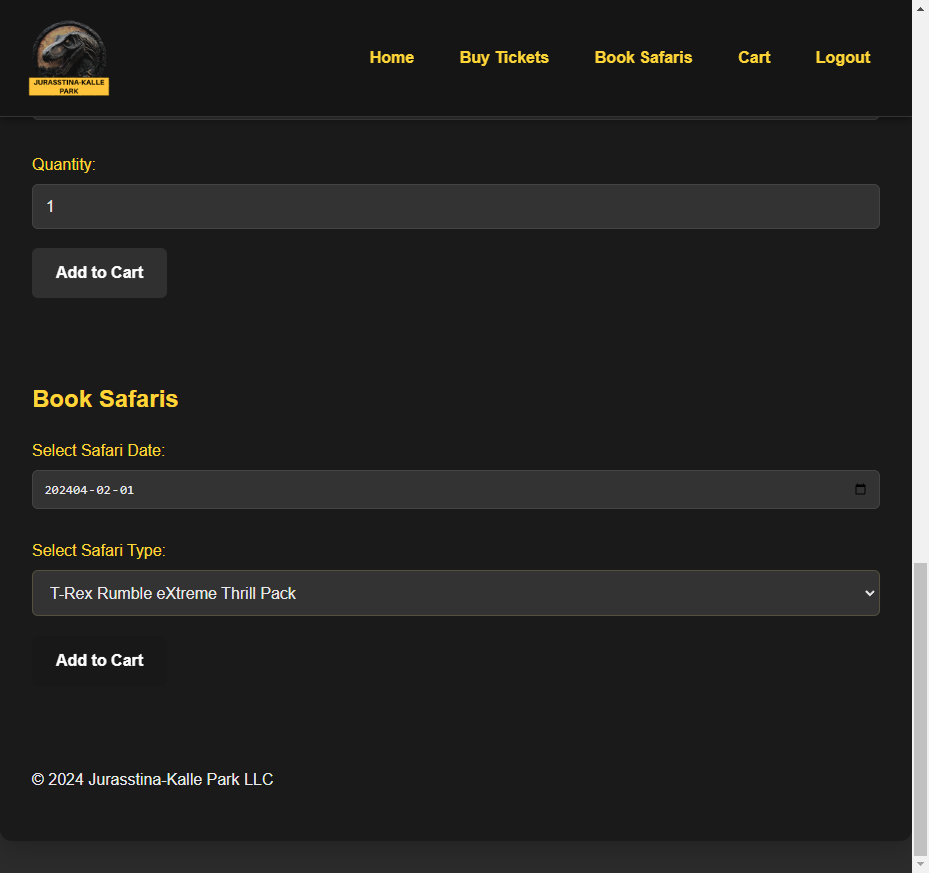 JURASSTINA-KALLE
PARK
Home Buy Tickets Book Safaris Cart Logout
Quantity:
1
Add to Cart
Book Safaris
Select Safari Date:
202404-02-01
Select Safari Type:
T-Rex Rumble eXtreme Thrill Pack
Add to Cart
© 2024 Jurasstina-Kalle Park LLC